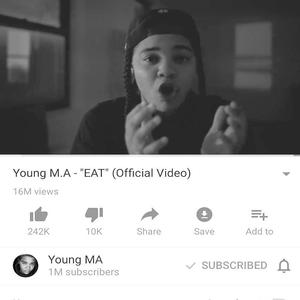 Young M.A - "EAT" (Official Video)
16M views
242K 10K Share Save Add to
Young MA
1M subscribers
SUBSCRIBED